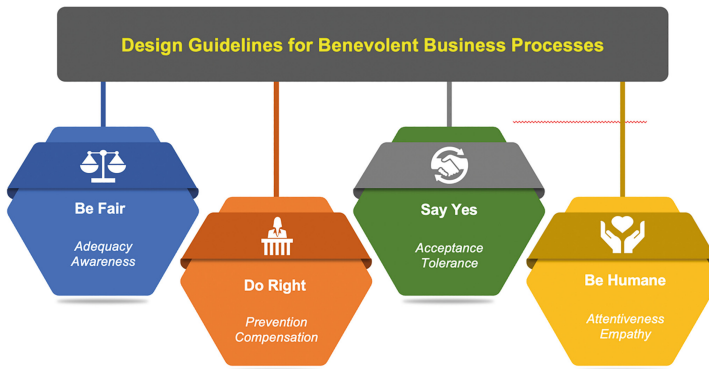 Design Guidelines for Benevolent Business Processes
Be Fair
Adequacy
Awareness
Do Right
Prevention
Compensation
Say Yes
Acceptance
Tolerance
Be Humane
Attentiveness
Empathy